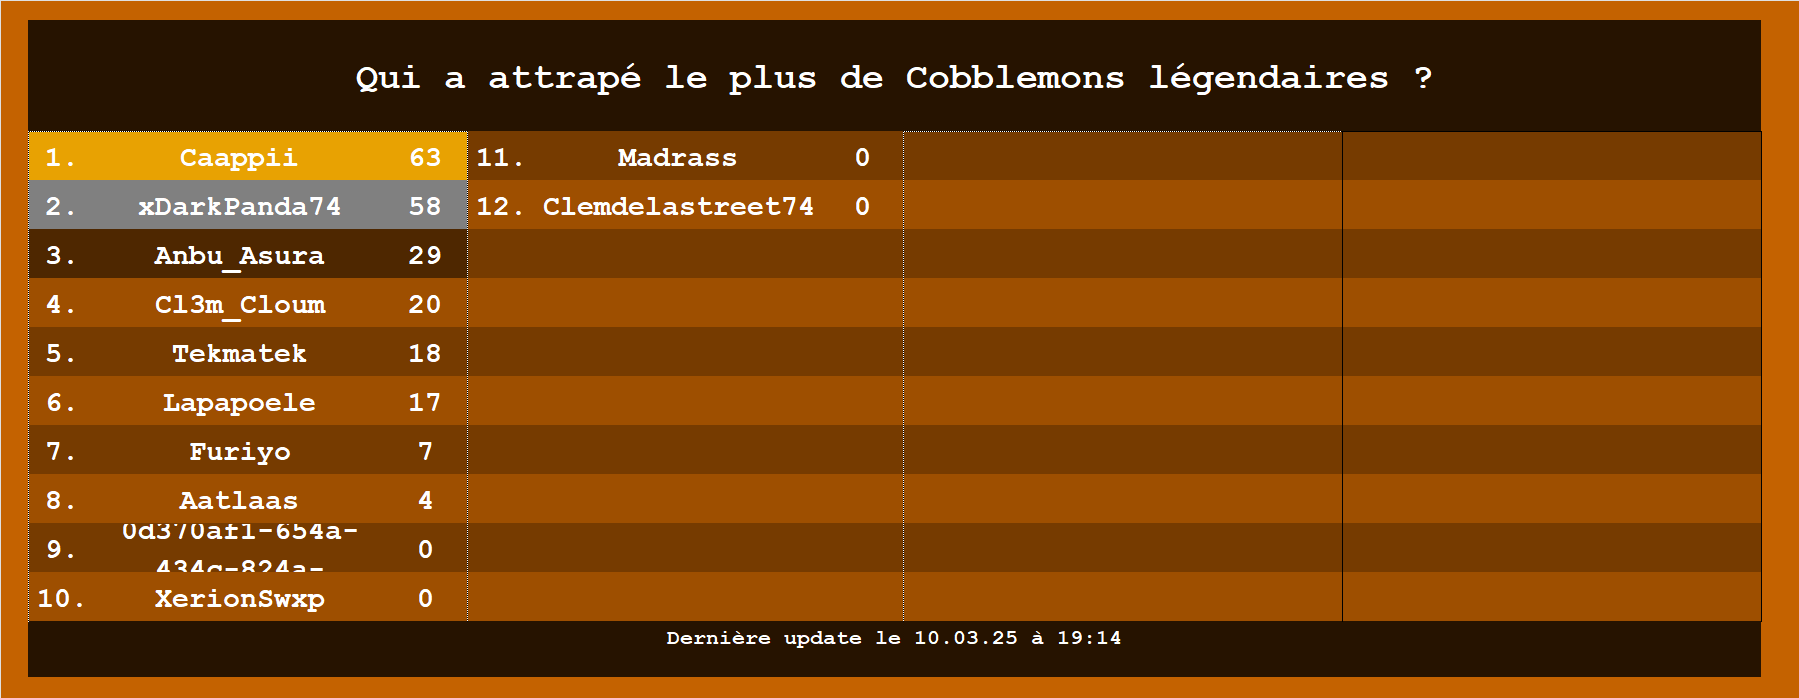 Qui a attrapé le plus de Cobblemons légendaires ?
1. Caappii 63
2. xDarkPanda74 58
3. Anbu_Asura 29
4. Cl3m_Cloum 20
5. Tekmatek 18
6. Lapapoele 17
7. Furiyo 7
8. Aatlaas 4
9. 0d370af1-654a-
434c-824a- 0
10. XerionSwxp 0
11. Madrass 0
12. Clemdelastreet74 0
Dernière update le 10.03.25 à 19:14